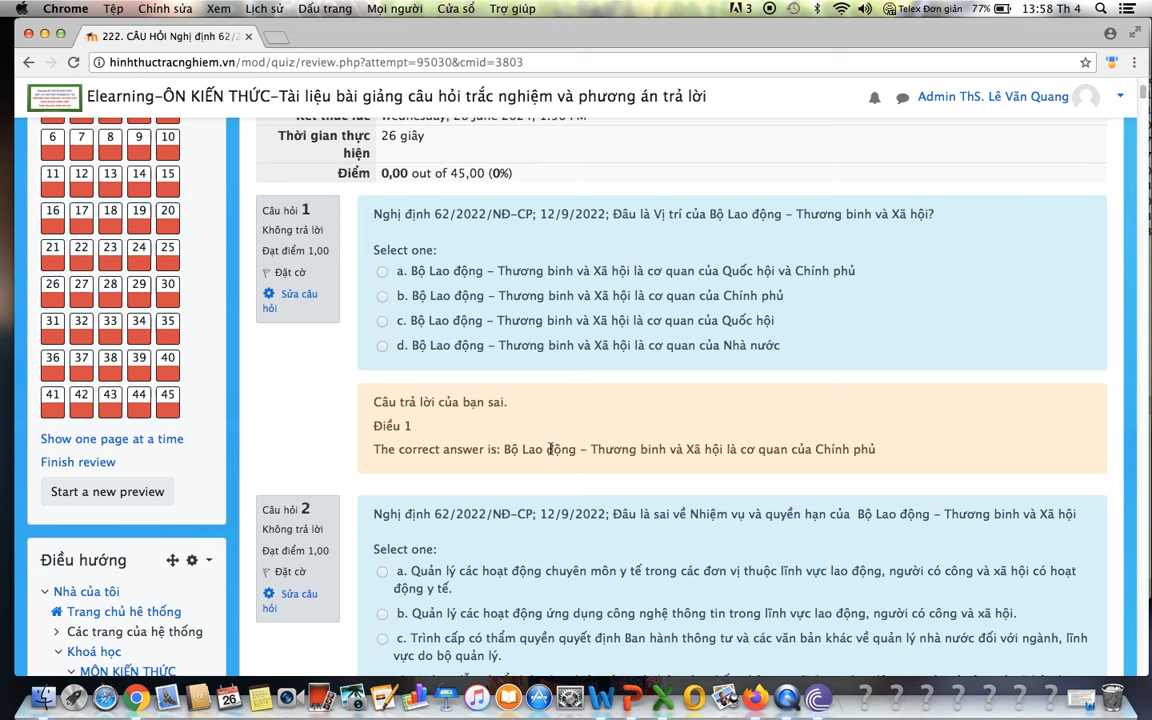 Chrome Tệp Chỉnh sửa Xem Lịch sử Dấu trang Mọi người Cửa sổ Trợ giúp 3 Telex Đơn giản 77% 13:58 Th 4
222. CÂU HỎI Nghị định 62/2
hinhthuctracnghiem.vn/mod/quiz/review.php?attempt=95030&cmid=3803
Elearning-ÔN KIẾN THỨC-Tài liệu bài giảng câu hỏi trắc nghiệm và phương án trả lời
Admin ThS. Lê Văn Quang
6 7 8 9 10
11 12 13 14 15
16 17 18 19 20
21 22 23 24 25
26 27 28 29 30
31 32 33 34 35
36 37 38 39 40
41 42 43 44 45
Show one page at a time
Finish review
Start a new preview
Điều hướng
Nhà của tôi
Trang chủ hê thống
Các trang của hệ thống
Khoá học
MÔN KIẾN THỨC
Thời gian thực hiện
26 giây
Điểm
0,00 out of 45,00 (0%)
Câu hỏi 1
Không trả lời
Đạt điểm 1,00
Đặt cờ
Sửa câu
hỏi
Nghị định 62/2022/NĐ-CP; 12/9/2022; Đâu là Vị trí của Bộ Lao động – Thương binh và Xã hội?
Select one:
a. Bộ Lao động – Thương binh và Xã hội là cơ quan của Quốc hội và Chính phủ
b. Bộ Lao động – Thương binh và Xã hội là cơ quan của Chính phủ
c. Bộ Lao động – Thương binh và Xã hội là cơ quan của Quốc hội
d. Bộ Lao động – Thương binh và Xã hội là cơ quan của Nhà nước
Câu trả lời của bạn sai.
Điều 1
The correct answer is: Bộ Lao động – Thương binh và Xã hội là cơ quan của Chính phủ
Câu hỏi 2
Không trả lời
Đạt điểm 1,00
Đặt cờ
Sửa câu
hỏi
Nghị định 62/2022/NĐ-CP; 12/9/2022; Đâu là sai về Nhiệm vụ và quyền hạn của Bộ Lao động – Thương binh và Xã hội
Select one:
a. Quản lý các hoạt động chuyên môn y tế trong các đơn vị thuộc lĩnh vực lao động, người có công và xã hội có hoạt
động y tế.
b. Quản lý các hoạt động ứng dụng công nghệ thông tin trong lĩnh vực lao động, người có công và xã hội.
c. Trình cấp có thẩm quyền quyết định Ban hành thông tư và các văn bản khác về quản lý nhà nước đối với ngành, lĩnh
vực do bộ quản lý.